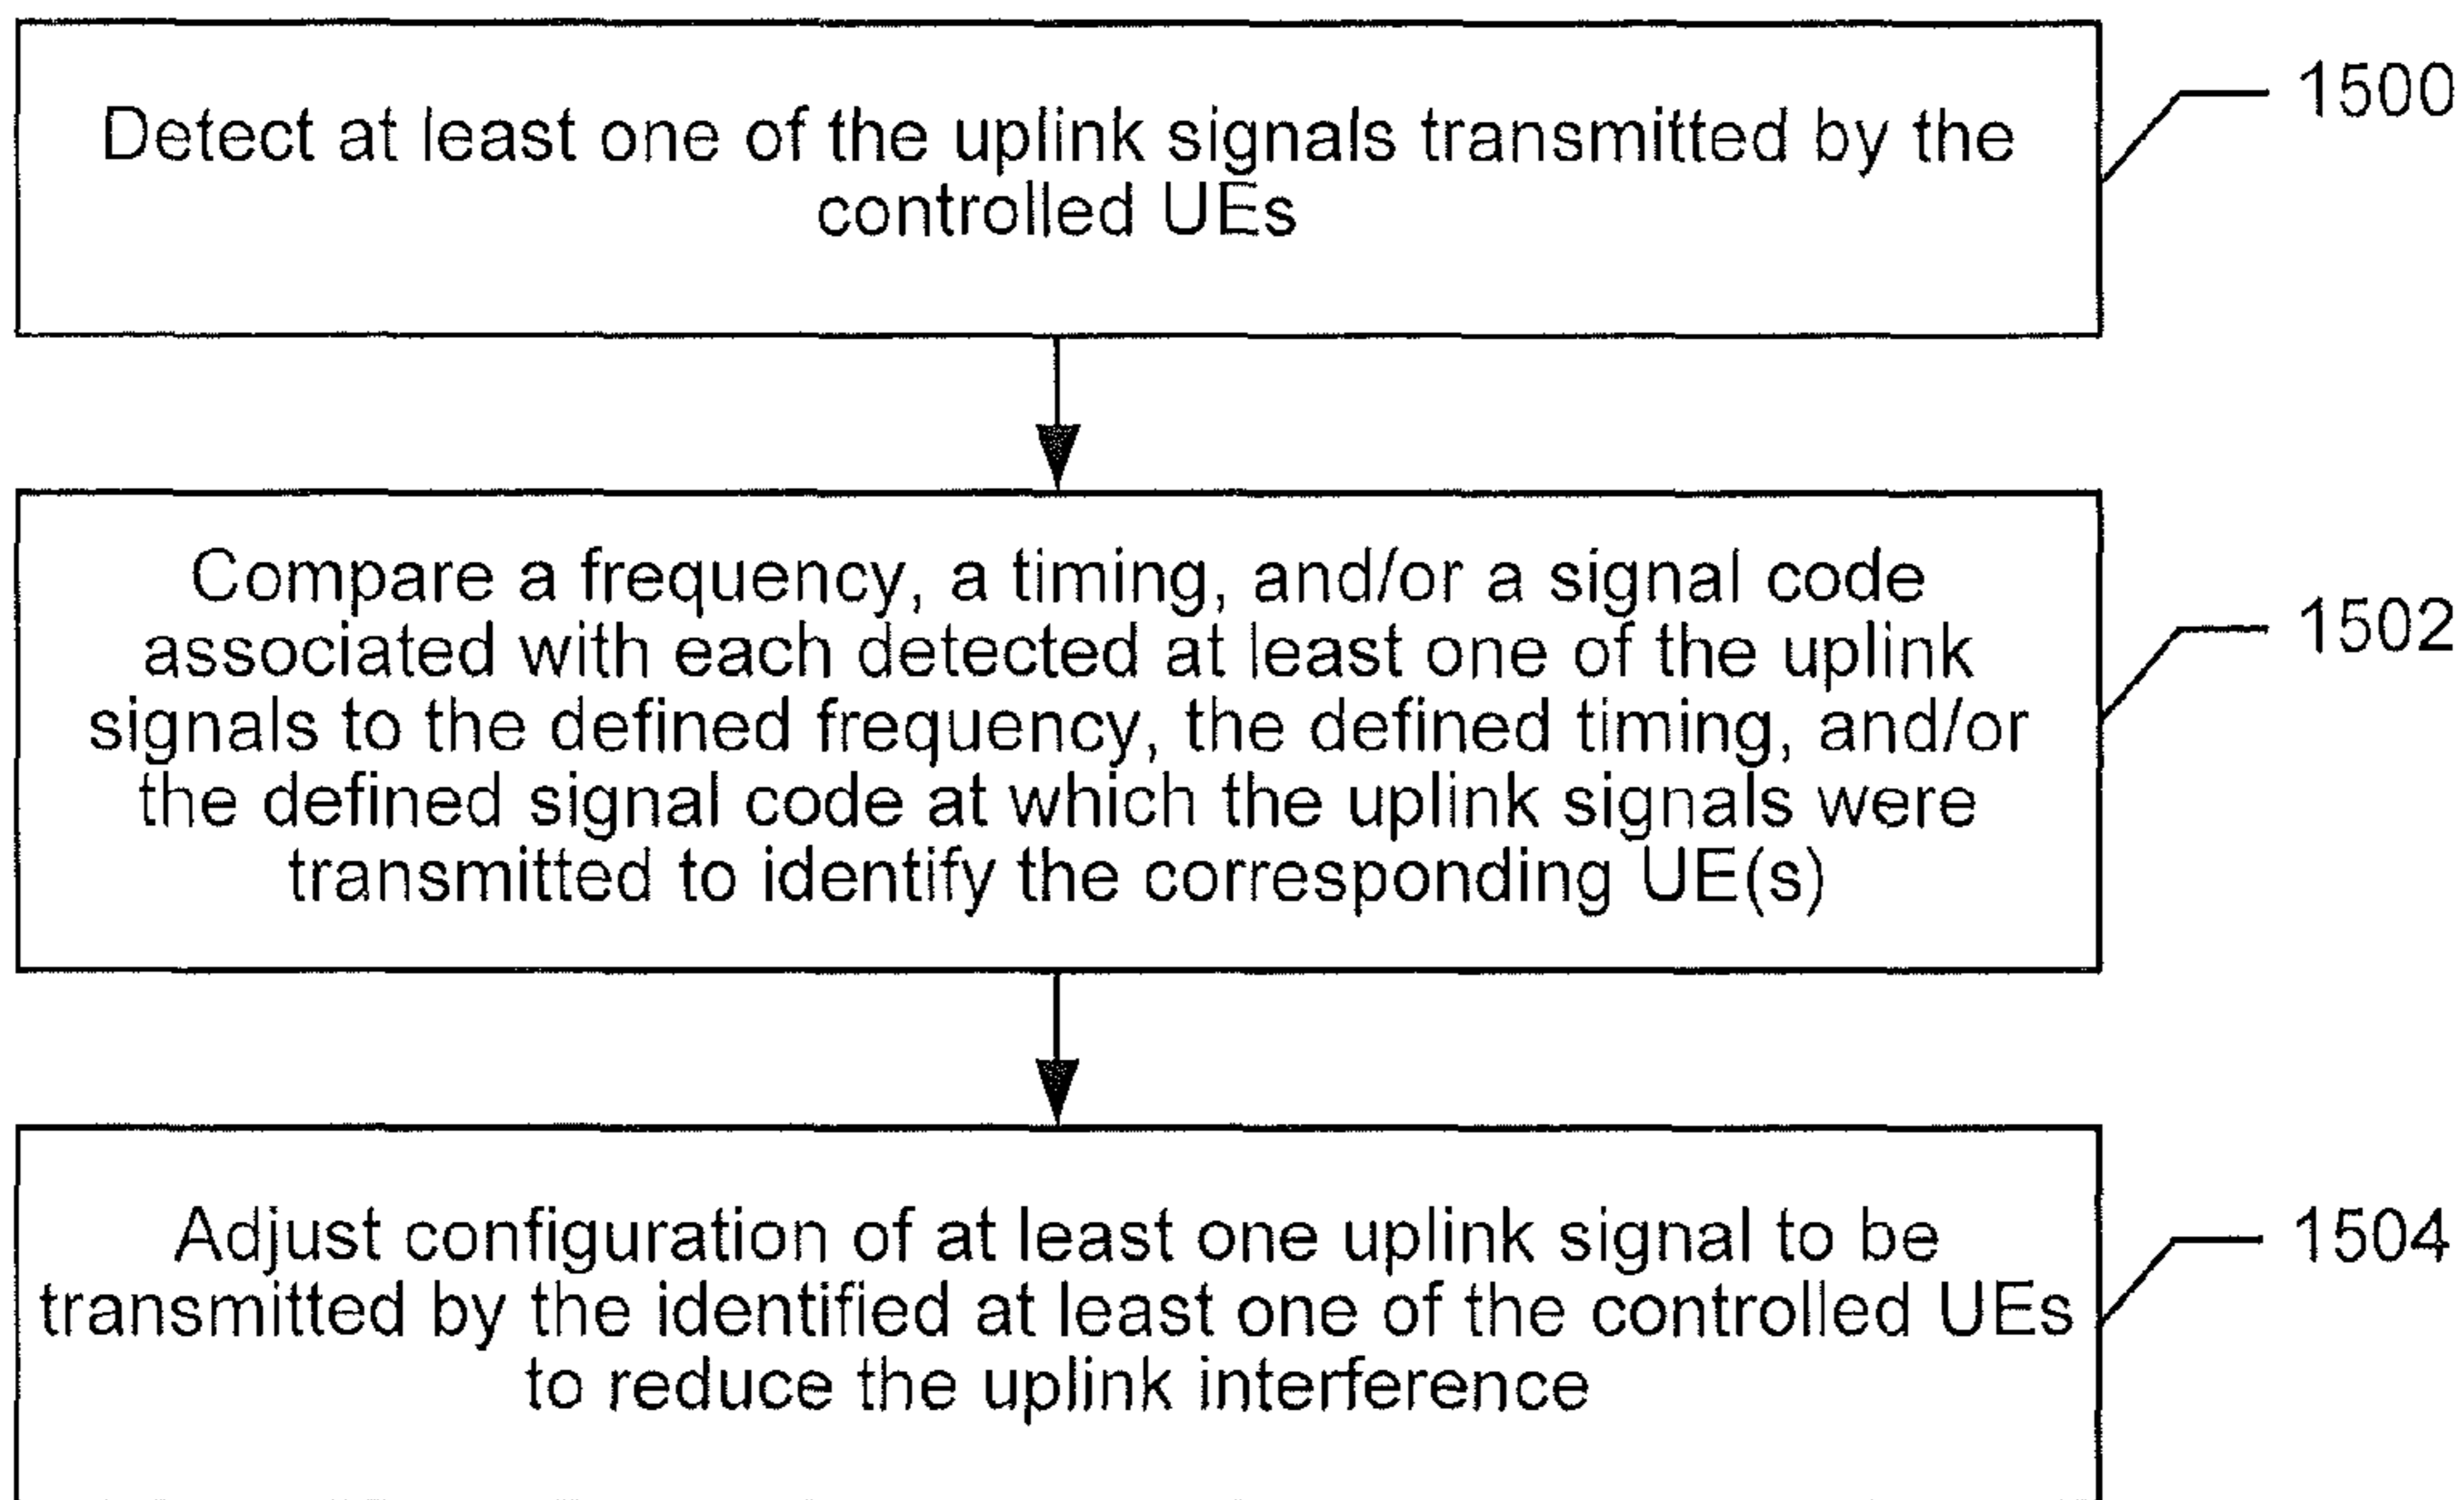 Detect at least one of the uplink signals transmitted by the
controlled UEs
1500
Compare a frequency, a timing, and/or a signal code
associated with each detected at least one of the uplink
signals to the defined frequency, the defined timing, and/or
the defined signal code at which the uplink signals were
transmitted to identify the corresponding UE(s)
1502
Adjust configuration of at least one uplink signal to be
transmitted by the identified at least one of the controlled UEs
to reduce the uplink interference
1504